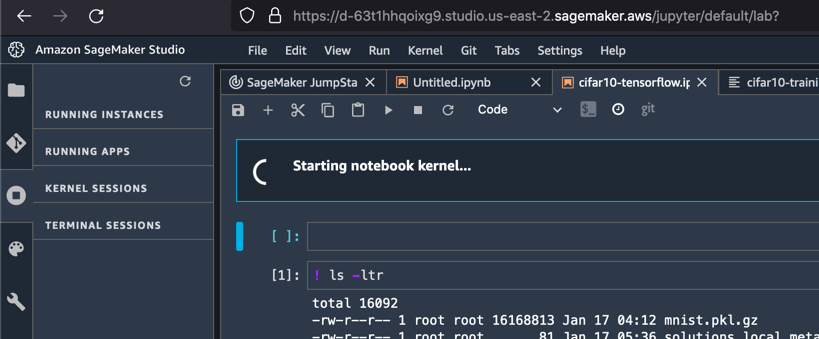 https://d-63t1hhqoixg9.studio.us-east-2.sagemaker.aws/jupyter/default/lab?
Amazon SageMaker Studio File Edit View Run Kernel Git Tabs Settings Help
SageMaker JumpSta Untitled.ipynb cifar10-tensorflow.ip cifar10-traini
Code git
RUNNING INSTANCES
RUNNING APPS
KERNEL SESSIONS
TERMINAL SESSIONS
Starting notebook kernel...
[ ]:
[1]: ! ls -ltr
total 16092
-rw-r--r-- 1 root root 16168813 Jan 17 04:12 mnist.pkl.gz
-rw-r--r-- 1 root root 81 Jan 17 05:36 solutions_local_meta